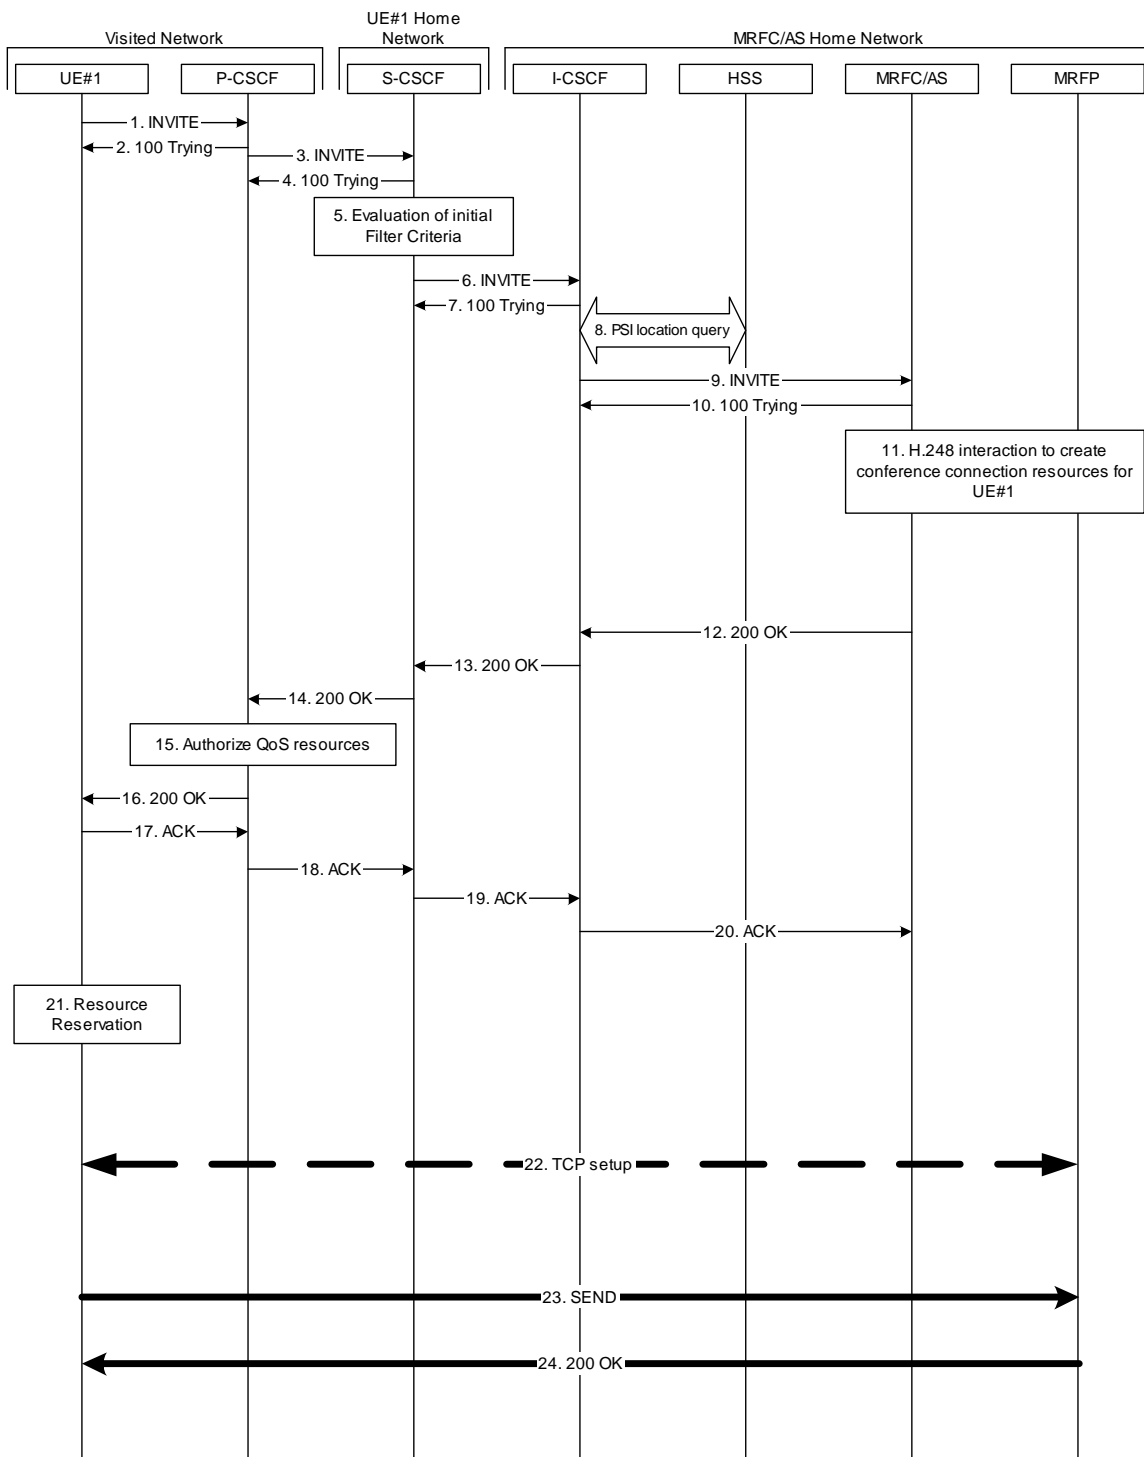 UE#1 Home
Network
Visited Network
MRFC/AS Home Network
UE#1
P-CSCF
S-CSCF
I-CSCF
HSS
MRFC/AS
MRFP
1. INVITE
2. 100 Trying
3. INVITE
4. 100 Trying
5. Evaluation of initial
Filter Criteria
6. INVITE
7. 100 Trying
8. PSI location query
9. INVITE
10. 100 Trying
11. H.248 interaction to create
conference connection resources for
UE#1
12. 200 OK
13. 200 OK
14. 200 OK
15. Authorize QoS resources
16. 200 OK
17. ACK
18. ACK
19. ACK
20. ACK
21. Resource
Reservation
22. TCP setup
23. SEND
24. 200 OK